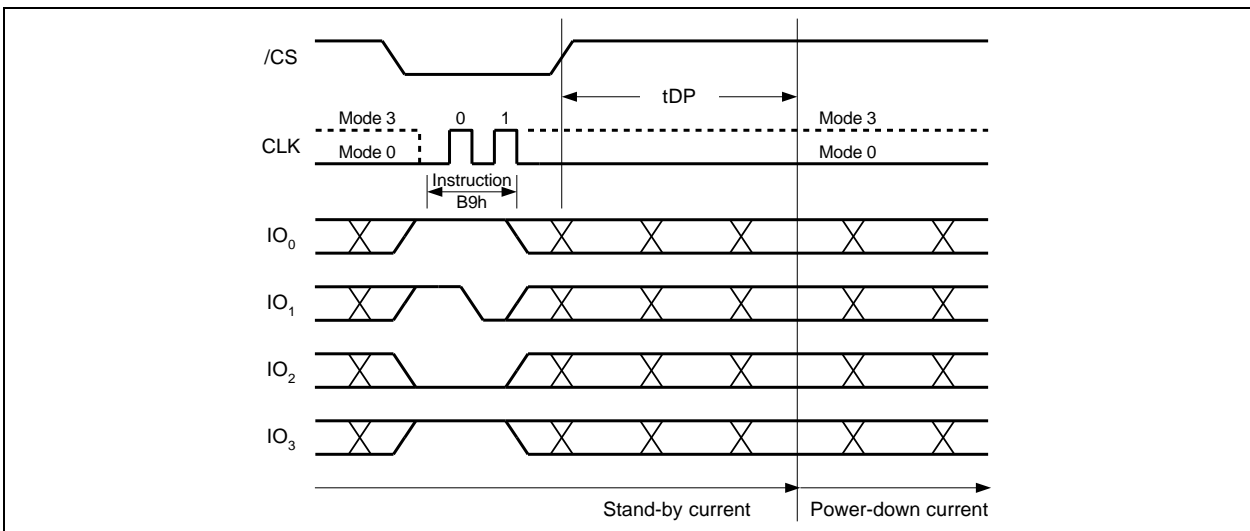 /CS
tDP
Mode 3 0 1 Mode 3
CLK
Mode 0 Mode 0
Instruction
B9h
IO0
IO1
IO2
IO3
Stand-by current Power-down current